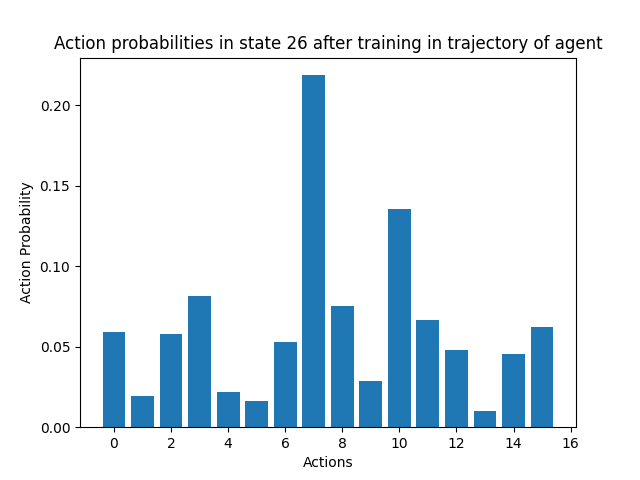 Action probabilities in state 26 after training in trajectory of agent
0.20
0.15
0.10
0.05
0.00
Action Probability
0 2 4 6 8 10 12 14 16
Actions